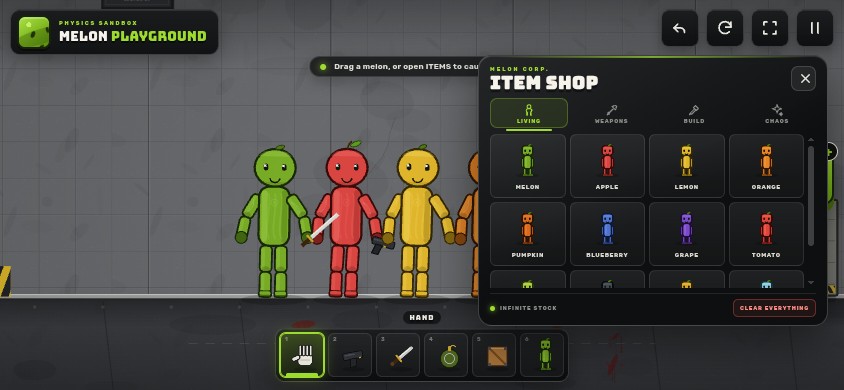 PHYSICS SANDBOX
MELON PLAYGROUND
Drag a melon, or open ITEMS to cau
MELON CORP.
ITEM SHOP
LIVING
WEAPONS
BUILD
CHAOS
MELON
APPLE
LEMON
ORANGE
PUMPKIN
BLUEBERRY
GRAPE
TOMATO
INFINITE STOCK
CLEAR EVERYTHING
HAND
1
2
3
4
5
6